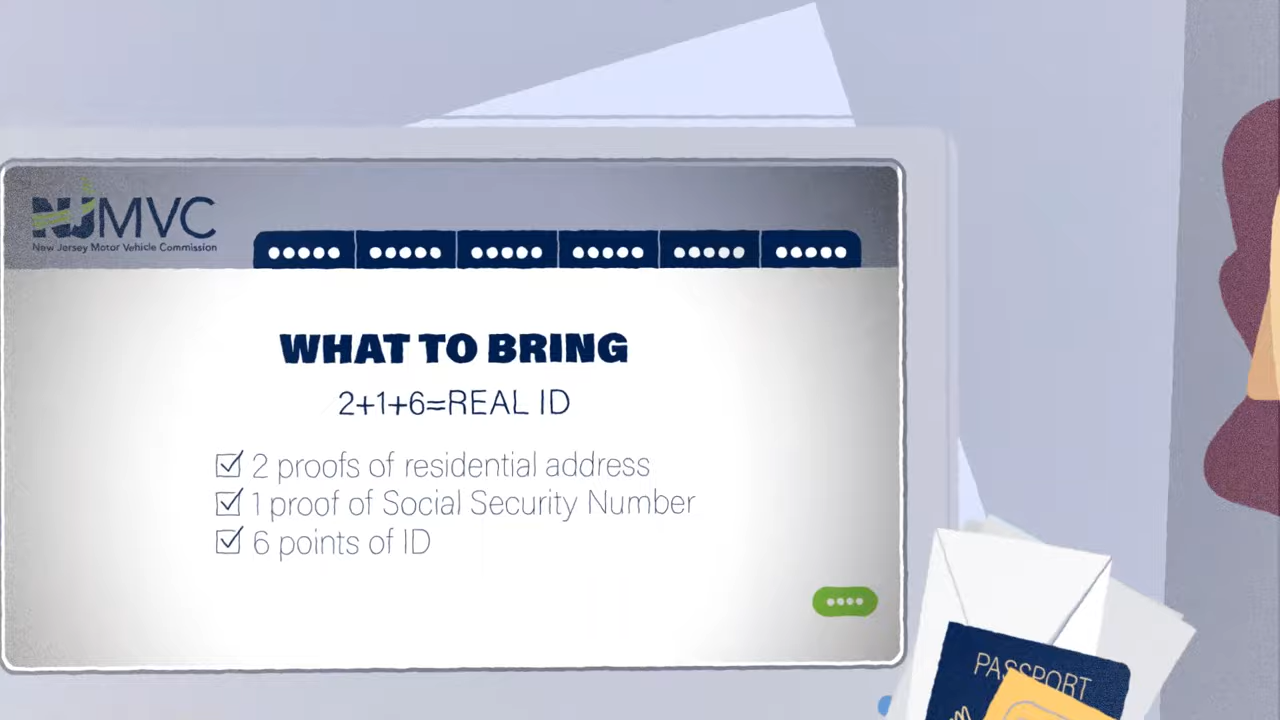 NJMVC
New Jersey Motor Vehicle Commission
WHAT TO BRING
2+1+6=REAL ID
2 proofs of residential address
1 proof of Social Security Number
6 points of ID
PASSPORT